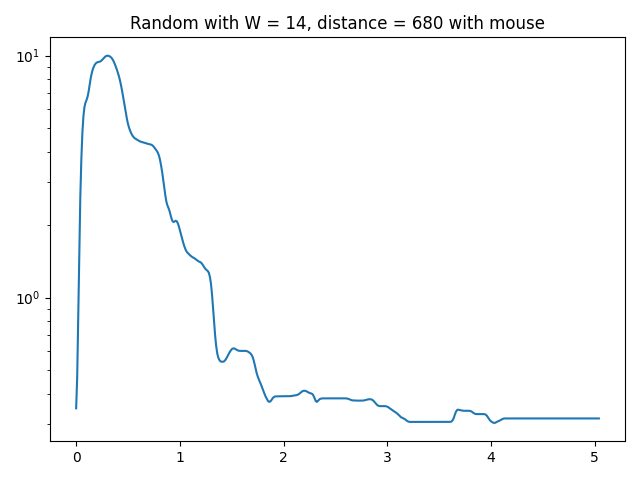 Random with W = 14, distance = 680 with mouse
10¹
10⁰
0 1 2 3 4 5